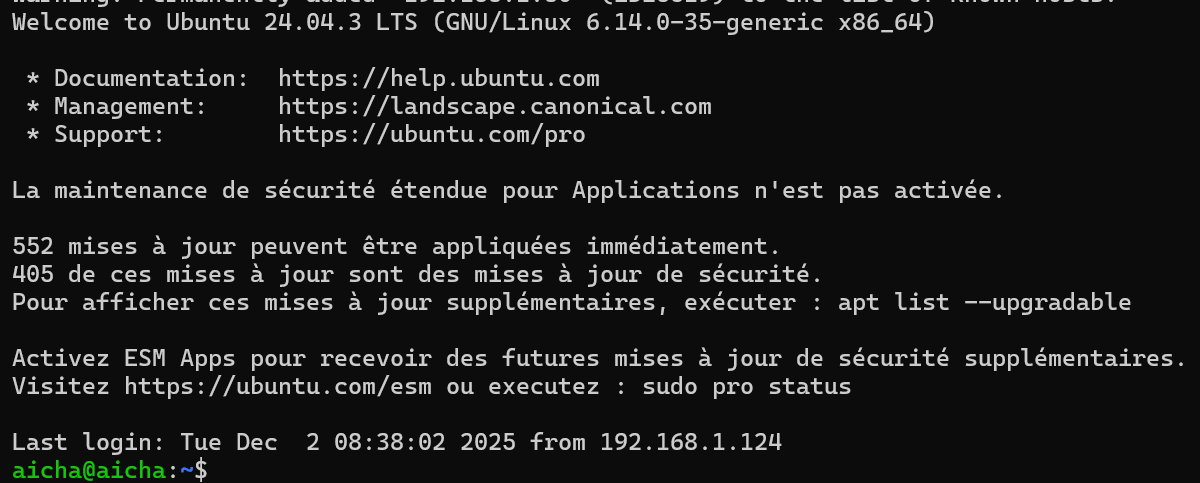 Welcome to Ubuntu 24.04.3 LTS (GNU/Linux 6.14.0-35-generic x86_64)
 * Documentation:  https://help.ubuntu.com
 * Management:     https://landscape.canonical.com
 * Support:        https://ubuntu.com/pro
La maintenance de sécurité étendue pour Applications n'est pas activée.
552 mises à jour peuvent être appliquées immédiatement.
405 de ces mises à jour sont des mises à jour de sécurité.
Pour afficher ces mises à jour supplémentaires, exécuter : apt list --upgradable
Activez ESM Apps pour recevoir des futures mises à jour de sécurité supplémentaires.
Visitez https://ubuntu.com/esm ou executez : sudo pro status
Last login: Tue Dec  2 08:38:02 2025 from 192.168.1.124
aicha@aicha:~$